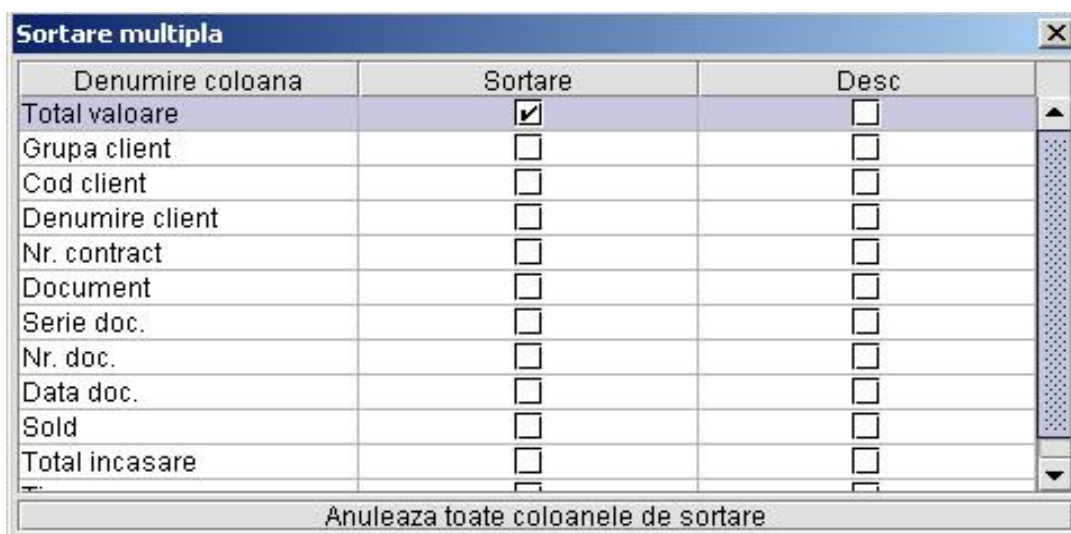 Sortare multipla
Denumire coloana Sortare Desc
Total valoare
Grupa client
Cod client
Denumire client
Nr. contract
Document
Serie doc.
Nr. doc.
Data doc.
Sold
Total incasare
Anuleaza toate coloanele de sortare